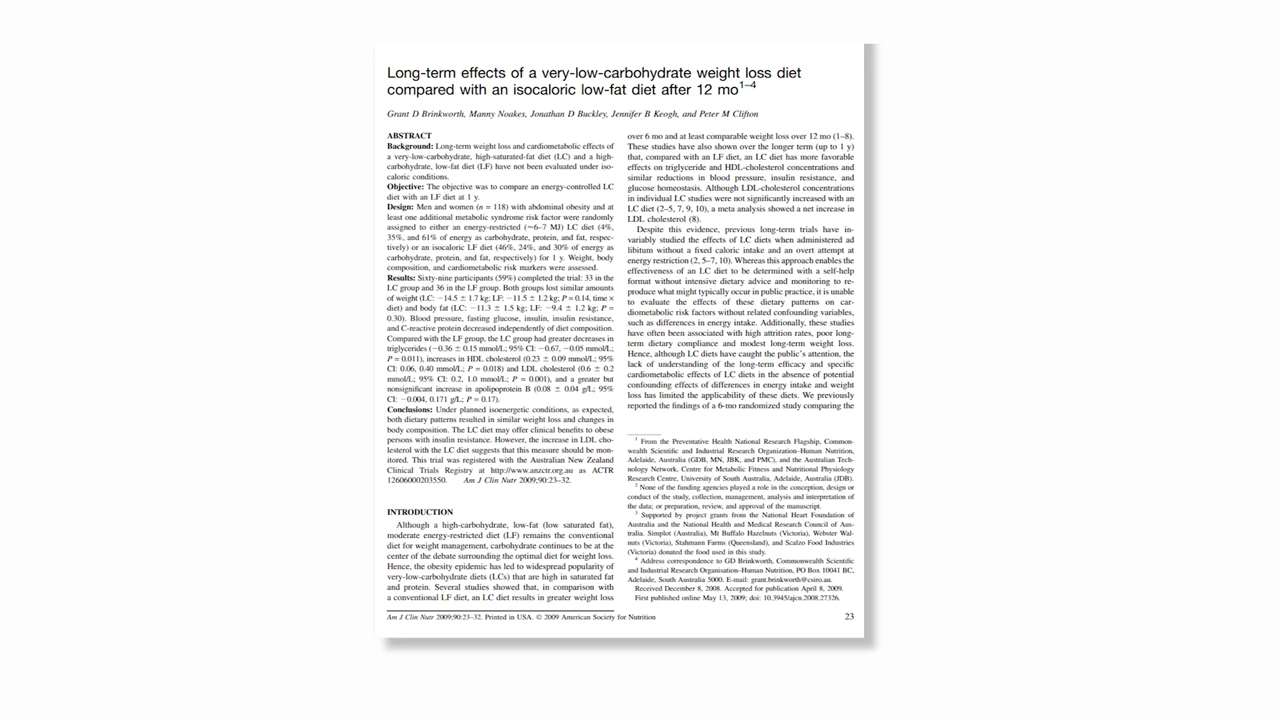 Long-term effects of a very-low-carbohydrate weight loss diet
compared with an isocaloric low-fat diet after 12 mo1–4
Grant D Brinkworth, Manny Noakes, Jonathan D Buckley, Jennifer B Keogh, and Peter M Clifton
ABSTRACT
Background: Long-term weight loss and cardiometabolic effects of
a very-low-carbohydrate, high-saturated-fat diet (LC) and a high-
carbohydrate, low-fat diet (LF) have not been evaluated under iso-
caloric conditions.
Objective: The objective was to compare an energy-controlled LC
diet with an LF diet at 1 y.
Design: Men and women (n = 118) with abdominal obesity and at
least one additional metabolic syndrome risk factor were randomly
assigned to either an energy-restricted (≈6–7 MJ) LC diet (4%,
35%, and 61% of energy as carbohydrate, protein, and fat, respec-
tively) or an isocaloric LF diet (46%, 24%, and 30% of energy as
carbohydrate, protein, and fat, respectively) for 1 y. Weight, body
composition, and cardiometabolic risk markers were assessed.
Results: Sixty-nine participants (59%) completed the trial: 33 in the
LC group and 36 in the LF group. Both groups lost similar amounts
of weight (LC: −14.5 ± 1.7 kg; LF: −11.5 ± 1.2 kg; P = 0.14, time ×
diet) and body fat (LC: −11.3 ± 1.5 kg; LF: −9.4 ± 1.2 kg; P =
0.30). Blood pressure, fasting glucose, insulin, insulin resistance,
and C-reactive protein decreased independently of diet composition.
Compared with the LF group, the LC group had greater decreases in
triglycerides (−0.36 ± 0.15 mmol/L; 95% CI: −0.67, −0.05 mmol/L;
P = 0.011), increases in HDL cholesterol (0.23 ± 0.09 mmol/L; 95%
CI: 0.06, 0.40 mmol/L; P = 0.018) and LDL cholesterol (0.6 ± 0.2
mmol/L; 95% CI: 0.2, 1.0 mmol/L; P = 0.001), and a greater but
nonsignificant increase in apolipoprotein B (0.08 ± 0.04 g/L; 95%
CI: −0.004, 0.171 g/L; P = 0.17).
Conclusions: Under planned isoenergetic conditions, as expected,
both dietary patterns resulted in similar weight loss and changes in
body composition. The LC diet may offer clinical benefits to obese
persons with insulin resistance. However, the increase in LDL cho-
lesterol with the LC diet suggests that this measure should be mon-
itored. This trial was registered with the Australian New Zealand
Clinical Trials Registry at http://www.anzctr.org.au as ACTR
12606000203550. Am J Clin Nutr 2009;90:23–32.
INTRODUCTION
Although a high-carbohydrate, low-fat (low saturated fat),
moderate energy-restricted diet (LF) remains the conventional
diet for weight management, carbohydrate continues to be at the
center of the debate surrounding the optimal diet for weight loss.
Hence, the obesity epidemic has led to widespread popularity of
very-low-carbohydrate diets (LCs) that are high in saturated fat
and protein. Several studies showed that, in comparison with
a conventional LF diet, an LC diet results in greater weight loss
over 6 mo and at least comparable weight loss over 12 mo (1–8).
These studies have also shown over the longer term (up to 1 y)
that, compared with an LF diet, an LC diet has more favorable
effects on triglyceride and HDL-cholesterol concentrations and
similar reductions in blood pressure, insulin resistance, and
glucose homeostasis. Although LDL-cholesterol concentrations
in individual LC studies were not significantly increased with an
LC diet (2–5, 7, 9, 10), a meta analysis showed a net increase in
LDL cholesterol (8).
Despite this evidence, previous long-term trials have in-
variably studied the effects of LC diets when administered ad
libitum without a fixed caloric intake and an overt attempt at
energy restriction (2, 5–7, 10). Whereas this approach enables the
effectiveness of an LC diet to be determined with a self-help
format without intensive dietary advice and monitoring to re-
produce what might typically occur in public practice, it is unable
to evaluate the effects of these dietary patterns on car-
diometabolic risk factors without related confounding variables,
such as differences in energy intake. Additionally, these studies
have often been associated with high attrition rates, poor long-
term dietary compliance and modest long-term weight loss.
Hence, although LC diets have caught the public's attention, the
lack of understanding of the long-term efficacy and specific
cardiometabolic effects of LC diets in the absence of potential
confounding effects of differences in energy intake and weight
loss has limited the applicability of these diets. We previously
reported the findings of a 6-mo randomized study comparing the
1 From the Preventative Health National Research Flagship, Common-
wealth Scientific and Industrial Research Organization–Human Nutrition,
Adelaide, Australia (GDB, MN, JBK, and PMC), and the Australian Tech-
nology Network, Centre for Metabolic Fitness and Nutritional Physiology
Research Centre, University of South Australia, Adelaide, Australia (JDB).
2 None of the funding agencies played a role in the conception, design or
conduct of the study, collection, management, analysis and interpretation of
the data; or preparation, review, and approval of the manuscript.
3 Supported by project grants from the National Heart Foundation of
Australia and the National Health and Medical Research Council of Aus-
tralia. Simplot (Australia), Mt Buffalo Hazelnuts (Victoria), Webster Wal-
nuts (Victoria), Stahmann Farms (Queensland), and Scalzo Food Industries
(Victoria) donated the food used in this study.
4 Address correspondence to GD Brinkworth, Commonwealth Scientific
and Industrial Research Organisation–Human Nutrition, PO Box 10041 BC,
Adelaide, South Australia 5000. E-mail: grant.brinkworth@csiro.au.
Received December 8, 2008. Accepted for publication April 8, 2009.
First published online May 13, 2009; doi: 10.3945/ajcn.2008.27326.
Am J Clin Nutr 2009;90:23–32. Printed in USA. © 2009 American Society for Nutrition
23